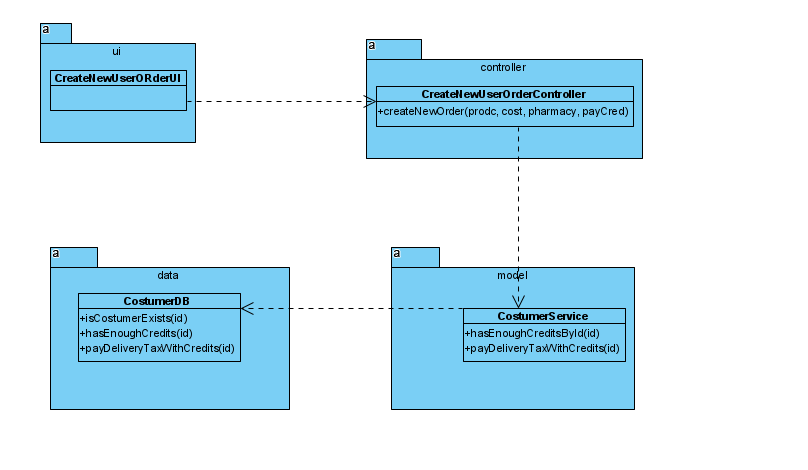 a
ui
CreateNewUserORderUI
a
controller
CreateNewUserOrderController
+createNewOrder(prodc, cost, pharmacy, payCred)
a
data
CostumerDB
+isCostumerExists(id)
+hasEnoughCredits(id)
+payDeliveryTaxWithCredits(id)
a
model
CostumerService
+hasEnoughCreditsById(id)
+payDeliveryTaxWithCredits(id)